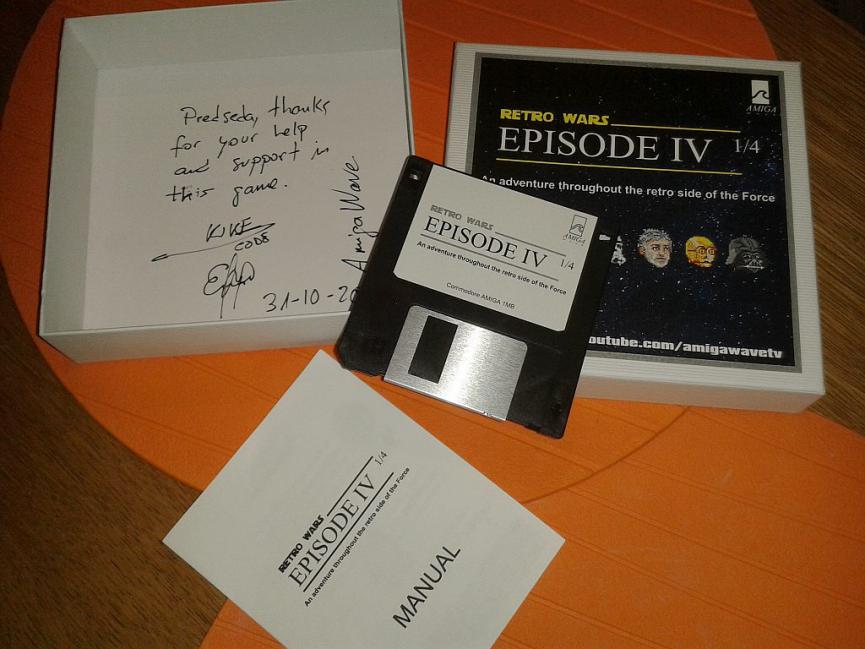 Predseda, thanks
for your help
and support in
this game.
KIKE
CODE
31-10-20
AmigaWave
AMIGA
RETRO WARS
EPISODE IV 1/4
An adventure throughout the retro side of the Force
outube.com/amigawavetv
RETRO WARS
AMIGA
EPISODE IV 1/4
An adventure throughout the retro side of the Force
Commodore AMIGA 1MB
RETRO WARS
EPISODE IV 1/4
An adventure throughout the retro side of the Force
MANUAL